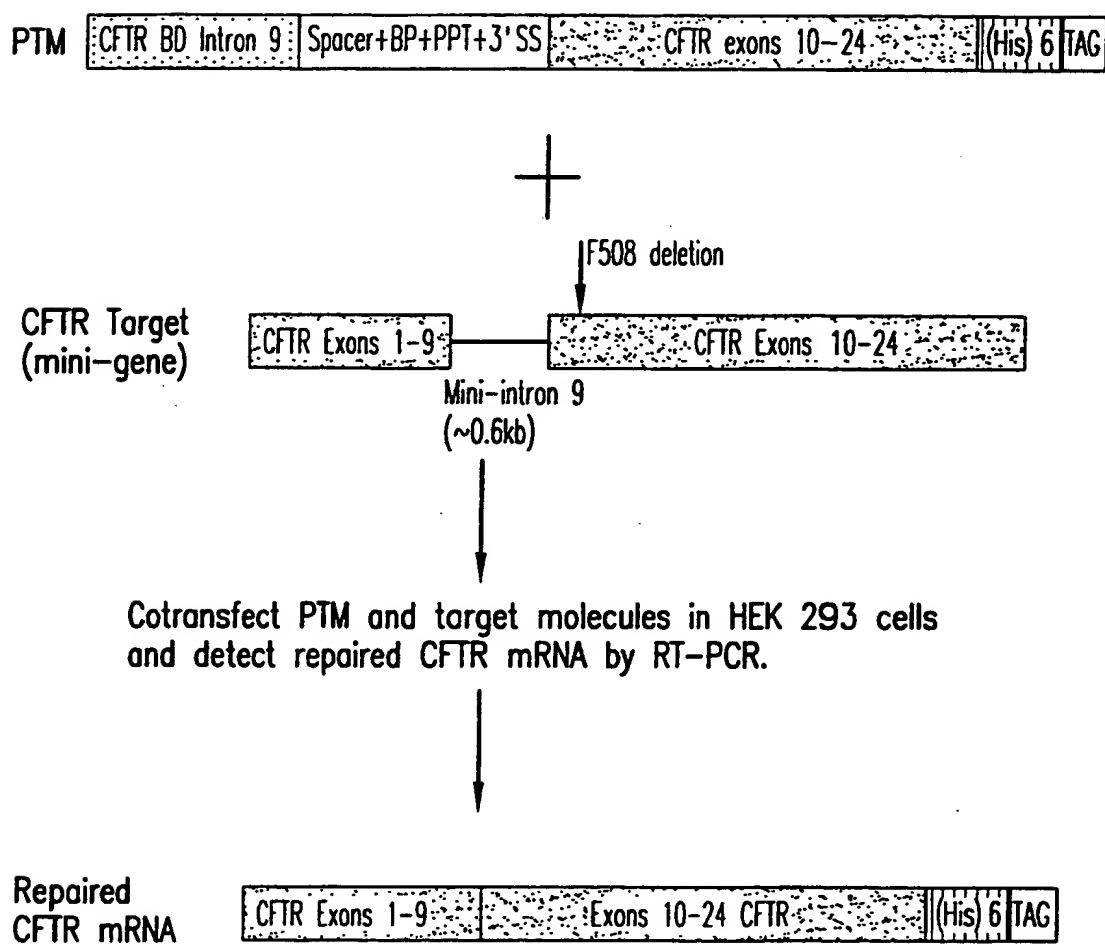 PTM CFTR BD Intron 9 Spacer+BP+PPT+3'SS CFTR exons 10-24 (His) 6 TAG
F508 deletion
CFTR Target
(mini-gene)
CFTR Exons 1-9 CFTR Exons 10-24
Mini-intron 9
(~0.6kb)
Cotransfect PTM and target molecules in HEK 293 cells
and detect repaired CFTR mRNA by RT-PCR.
Repaired
CFTR mRNA
CFTR Exons 1-9 Exons 10-24 CFTR (His) 6 TAG